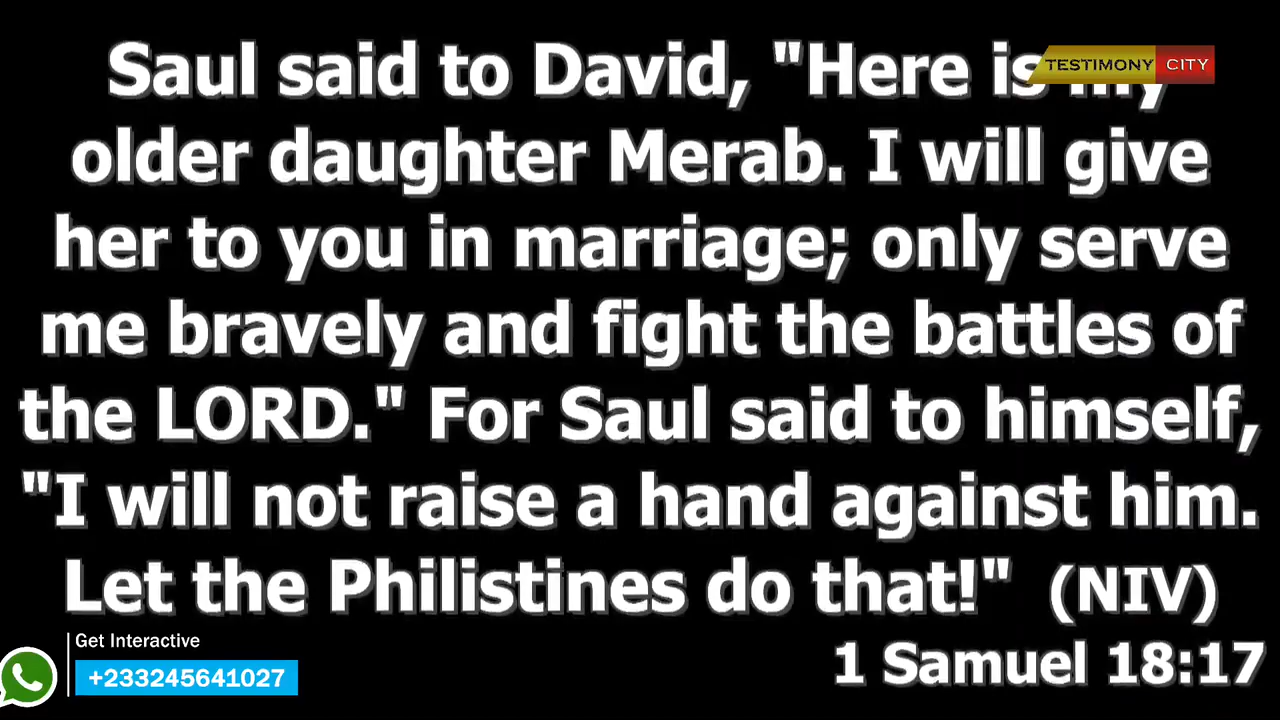 Saul said to David, "Here is my
TESTIMONY CITY
older daughter Merab. I will give
her to you in marriage; only serve
me bravely and fight the battles of
the LORD." For Saul said to himself,
"I will not raise a hand against him.
Let the Philistines do that!" (NIV)
Get Interactive
+233245641027
1 Samuel 18:17